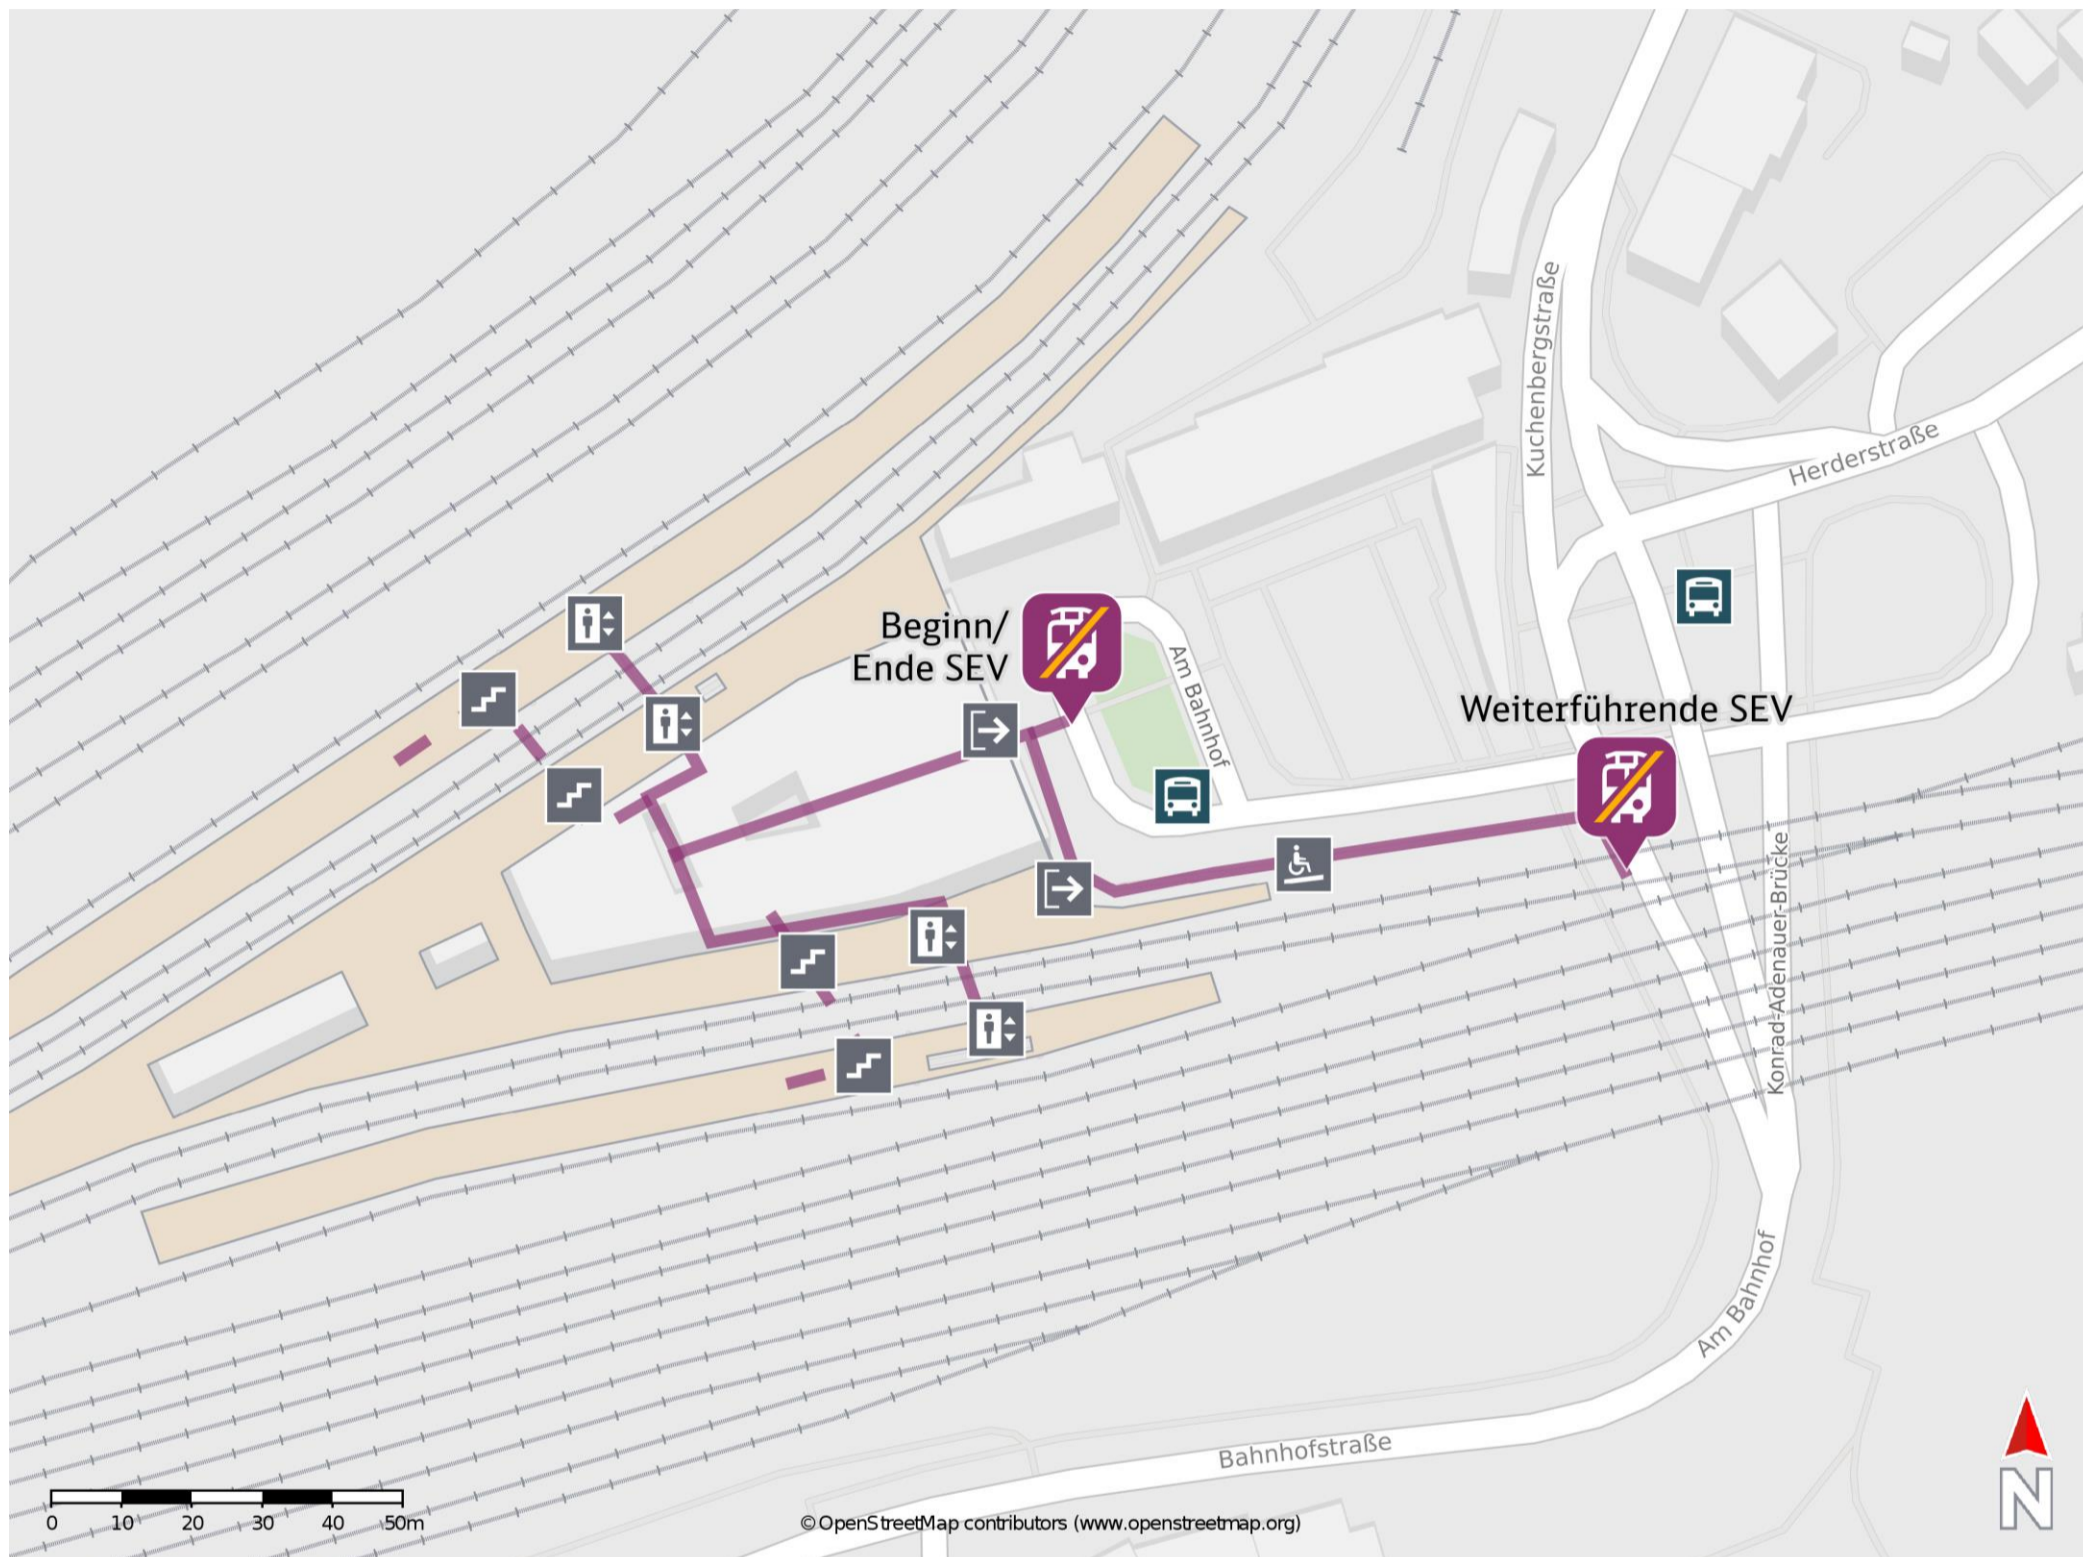 Kuchenbergstraße
Herderstraße
Beginn/
Ende SEV
Am Bahnhof
Weiterführende SEV
Konrad-Adenauer-Brücke
Am Bahnhof
Bahnhofstraße
0 10 20 30 40 50m
©OpenStreetMap contributors (www.openstreetmap.org)
N